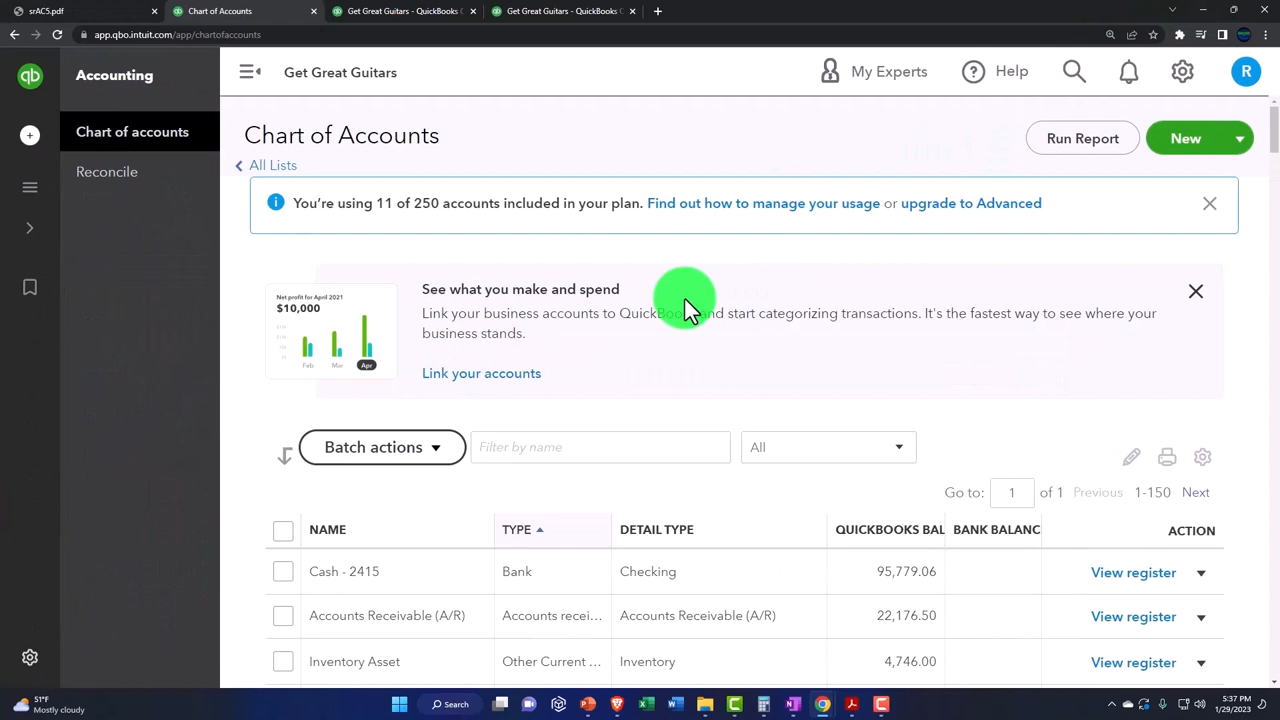 srAC5.pdf
Chart of Accounts
Get Great Guitars - QuickBooks O
Get Great Guitars - QuickBooks C
app.qbo.intuit.com/app/chartofaccounts
qb
Accounting
Get Great Guitars
My Experts
Help
R
Chart of accounts
Reconcile
Chart of Accounts
Run Report
New
All Lists
You're using 11 of 250 accounts included in your plan. Find out how to manage your usage or upgrade to Advanced
Net profit for April 2021
$10,000
Feb Mar Apr
See what you make and spend
Link your business accounts to QuickBooks and start categorizing transactions. It's the fastest way to see where your
business stands.
Link your accounts
Batch actions
Filter by name
All
Go to: 1 of 1 Previous 1-150 Next
NAME TYPE DETAIL TYPE QUICKBOOKS BAL BANK BALANC ACTION
Cash - 2415 Bank Checking 95,779.06 View register
Accounts Receivable (A/R) Accounts recei... Accounts Receivable (A/R) 22,176.50 View register
Inventory Asset Other Current ... Inventory 4,746.00 View register
51°F
Mostly cloudy
Search
5:37 PM
1/29/2023